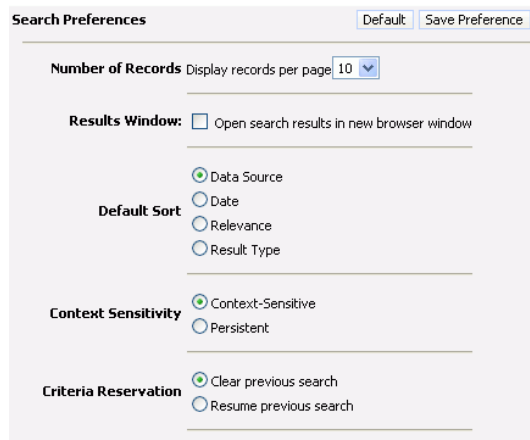 Search Preferences Default Save Preference
Number of Records Display records per page 10
Results Window: Open search results in new browser window
Data Source
Date
Default Sort
Relevance
Result Type
Context-Sensitive
Context Sensitivity
Persistent
Clear previous search
Criteria Reservation
Resume previous search